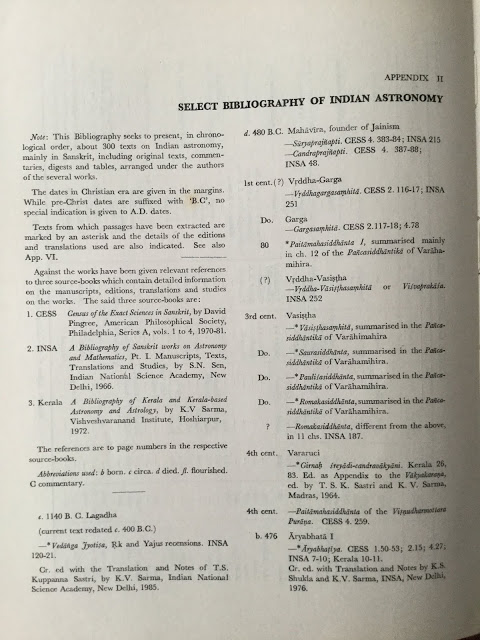 APPENDIX II
SELECT BIBLIOGRAPHY OF INDIAN ASTRONOMY
Note: This Bibliography seeks to present, in chrono-
logical order, about 300 texts on Indian astronomy,
mainly in Sanskrit, including original texts, commen-
taries, digests and tables, arranged under the authors
of the several works.
The dates in Christian era are given in the margins.
While pre-Christ dates are suffixed with 'B.C', no
special indication is given to A.D. dates.
Texts from which passages have been extracted are
marked by an asterisk and the details of the editions
and translations used are also indicated. See also
App. VI.
Against the works have been given relevant references
to three source-books which contain detailed information
on the manuscripts, editions, translations and studies
on the works. The said three source-books are:
1. CESS Census of the Exact Sciences in Sanskrit, by David
Pingree, American Philosophical Society,
Philadelphia, Series A, vols. 1 to 4, 1970-81.
2. INSA A Bibliography of Sanskrit works on Astronomy
and Mathematics, Pt. I. Manuscripts, Texts,
Translations and Studies, by S.N. Sen,
Indian National Science Academy, New
Delhi, 1966.
3. Kerala A Bibliography of Kerala and Kerala-based
Astronomy and Astrology, by K.V Sarma,
Vishveshvaranand Institute, Hoshiarpur,
1972.
The references are to page numbers in the respective
source-books.
Abbreviations used: b born. c circa. d died. fl. flourished.
C commentary.
c. 1140 B. C. Lagadha
(current text redated c. 400 B.C.)
—*Vedāṅga Jyotiṣa, Ṛk and Yajus recensions. INSA
120-21.
Cr. ed with the Translation and Notes of T.S.
Kuppanna Sastri, by K.V. Sarma, Indian National
Science Academy, New Delhi, 1985.
d. 480 B.C. Mahāvīra, founder of Jainism
—Sūryaprajñapti. CESS 4. 383-84; INSA 215
—Candraprajñapti. CESS 4. 387-88;
INSA 48.
1st cent. (?) Vṛddha-Garga
—Vṛddhagargasaṃhitā. CESS 2. 116-17; INSA
251
Do. Garga
—Gargasaṃhitā. CESS 2.117-18; 4.78
80 *Paitāmahasiddhānta I, summarised mainly
in ch. 12 of the Pañcasiddhāntikā of Varāha-
mihira.
(?) Vṛddha-Vasiṣṭha
—Vṛddha-Vāsiṣṭhasaṃhitā or Viśvaprakāśa.
INSA 252
3rd cent. Vasiṣṭha
—*Vāsiṣṭhasaṃhitā, summarised in the Pañca-
siddhāntikā of Varāhamihira
Do. —*Saurasiddhānta, summarised in the Pañca-
siddhāntikā of Varāhamihira.
Do. —*Pauliśasiddhānta, summarised in the Pañca-
siddhāntikā of Varāhamihira.
Do. —*Romakasiddhānta, summarised in the Pañca-
siddhāntikā of Varāhamihira.
? —Romakasiddhānta, different from the above,
in 11 chs. INSA 187.
4th cent. Vararuci
—*Girnaḥ śreyādi-candravākyāni. Kerala 26,
83. Ed. as Appendix to the Vākyakaraṇa,
ed. by T. S. K. Sastri and K. V. Sarma,
Madras, 1964.
4th cent. —Paitāmahasiddhānta of the Viṣṇudharmottara
Purāṇa. CESS 4. 259.
b. 476 Āryabhaṭa I
—*Āryabhaṭīya. CESS 1.50-53; 2.15; 4.27;
INSA 7-10; Kerala 10-11.
Cr. ed. with Translation and Notes by K.S.
Shukla and K.V. Sarma, INSA, New Delhi,
1976.